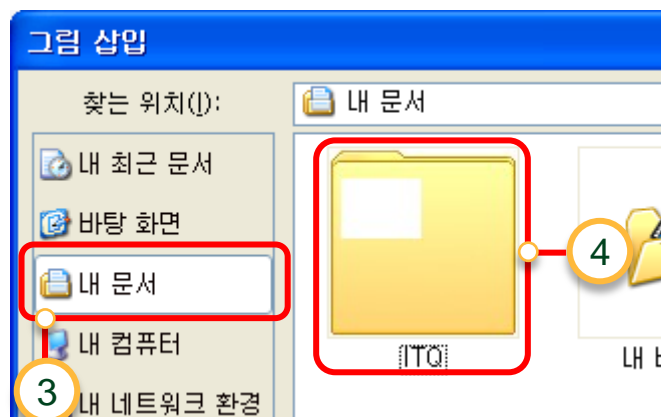 그림 삽입
찾는 위치(I):
내 문서
내 최근 문서
바탕 화면
내 문서
내 컴퓨터
내 네트워크 환경
3
4
ITQ
내